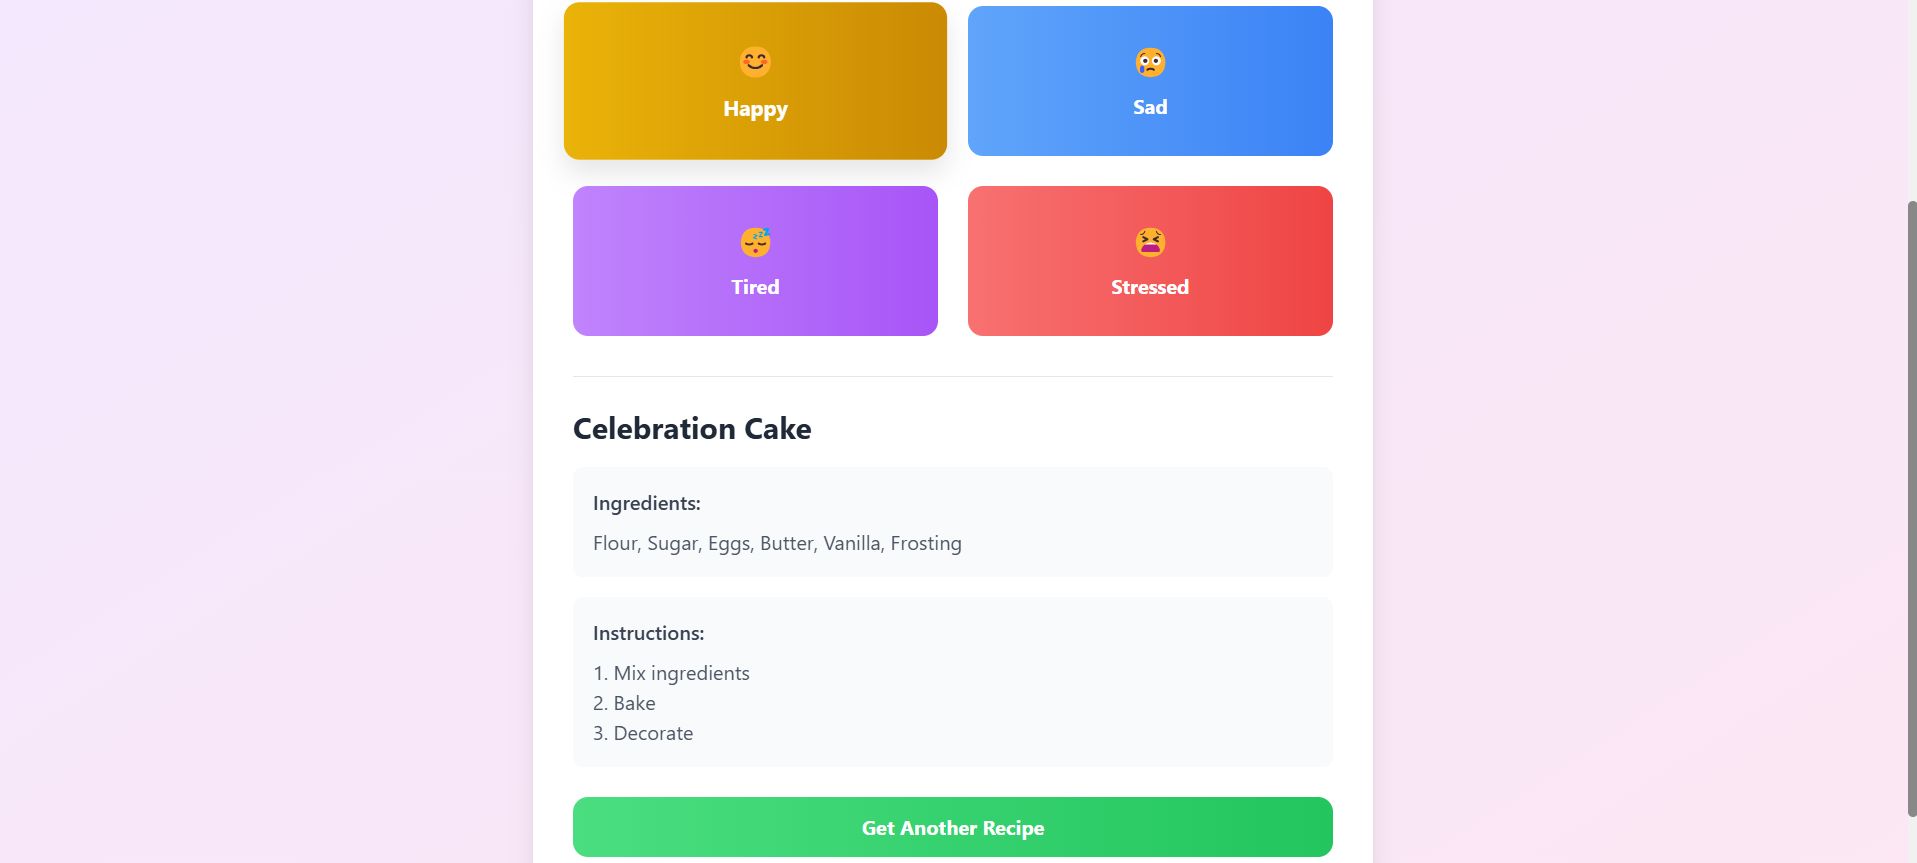 Happy
Sad
Tired
Stressed
Celebration Cake
Ingredients:
Flour, Sugar, Eggs, Butter, Vanilla, Frosting
Instructions:
1. Mix ingredients
2. Bake
3. Decorate
Get Another Recipe